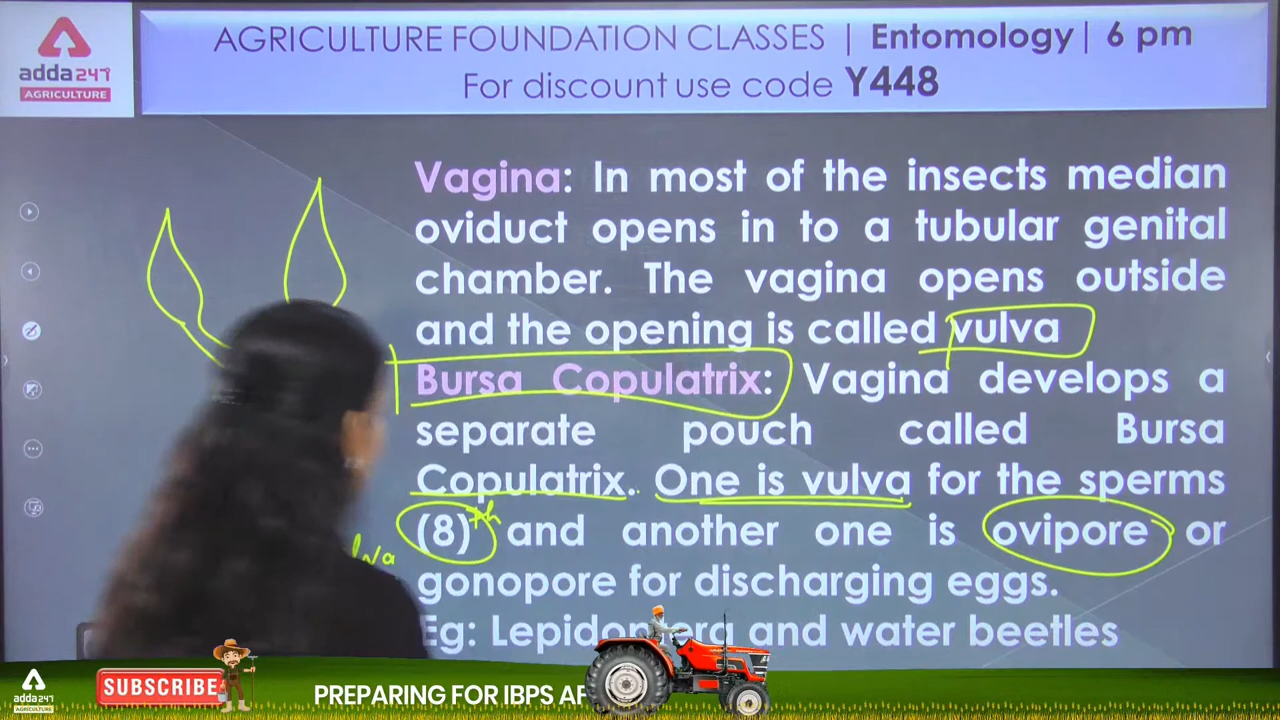 AGRICULTURE FOUNDATION CLASSES | Entomology | 6 pm
For discount use code Y448
adda247
AGRICULTURE
Vagina: In most of the insects median
oviduct opens in to a tubular genital
chamber. The vagina opens outside
and the opening is called vulva
Bursa Copulatrix: Vagina develops a
separate pouch called Bursa
Copulatrix. One is vulva for the sperms
(8)th and another one is ovipore or
gonopore for discharging eggs.
Eg: Lepidoptera and water beetles
adda247
AGRICULTURE
SUBSCRIBE
PREPARING FOR IBPS AF